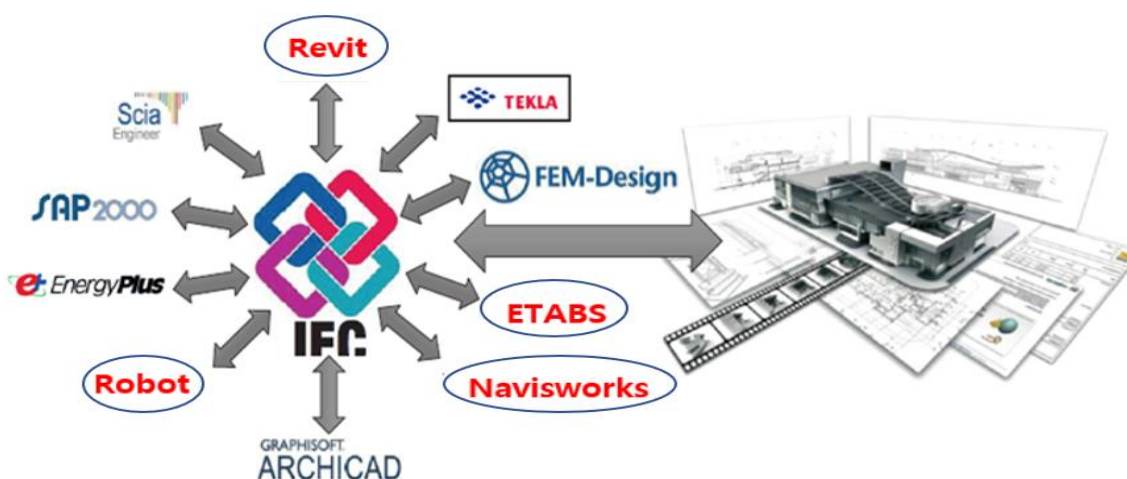 Revit
TEKLA
Scia
Engineer
FEM-Design
SAP2000
EnergyPlus
IFC
ETABS
Robot
Navisworks
GRAPHISOFT.
ARCHICAD